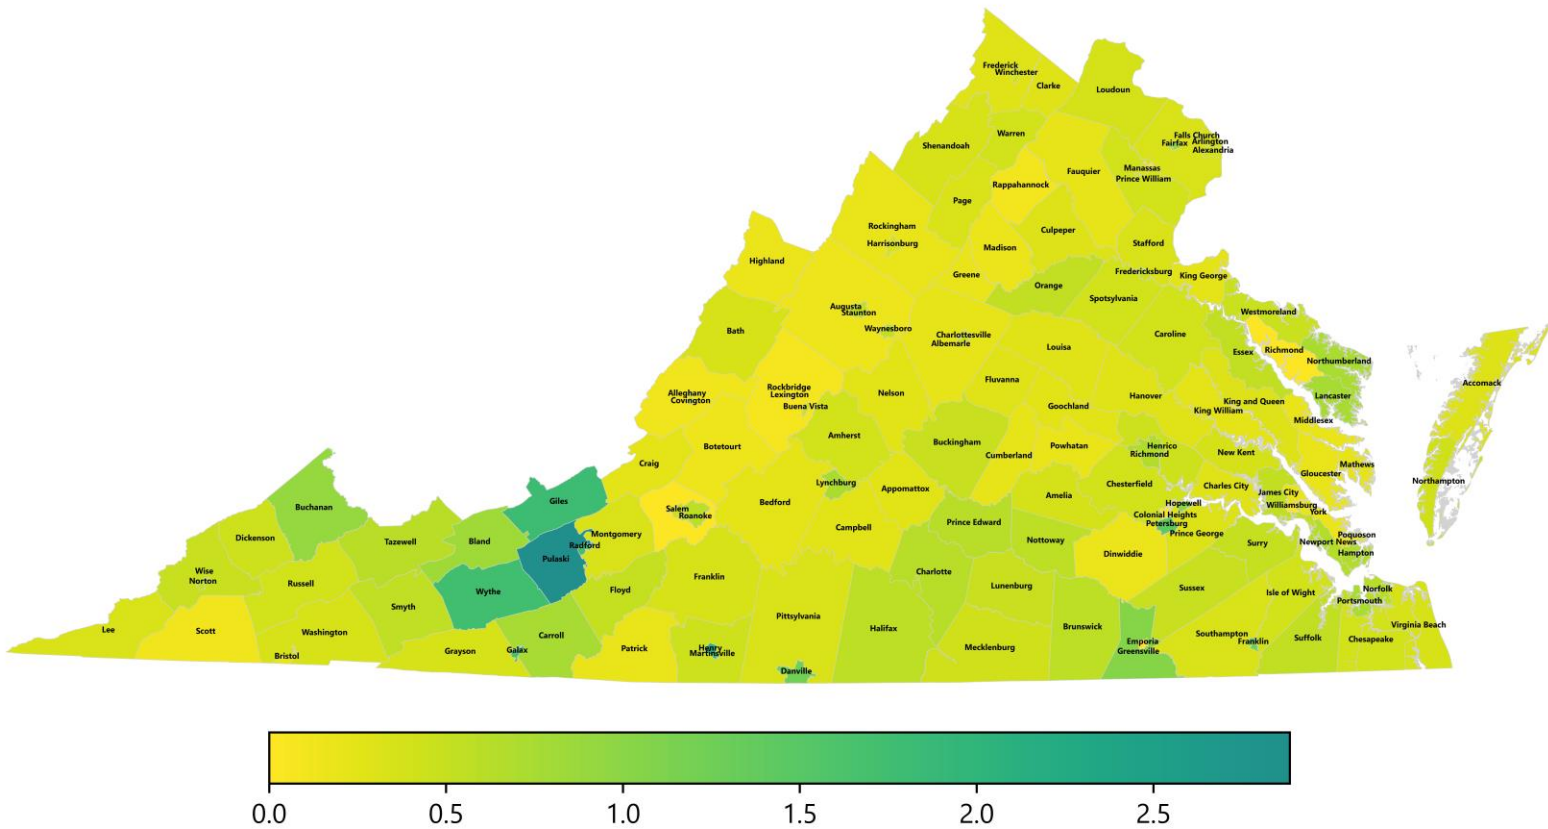 Frederick
Winchester
Clarke
Loudoun
Warren
Shenandoah
Falls Church
Fairfax Arlington
Alexandria
Fauquier
Manassas
Prince William
Rappahannock
Page
Rockingham
Harrisonburg
Culpeper
Madison
Stafford
Highland
Greene
Fredericksburg
King George
Orange
Spotsylvania
Augusta
Staunton
Westmoreland
Bath
Waynesboro
Charlottesville
Albemarle
Caroline
Louisa
Essex
Richmond
Northumberland
Accomack
Alleghany
Covington
Rockbridge
Lexington
Buena Vista
Nelson
Fluvanna
Goochland
Hanover
King and Queen
King William
Lancaster
Middlesex
Amherst
Buckingham
Cumberland
Powhatan
Henrico
Richmond
New Kent
Botetourt
Craig
Gloucester
Mathews
Northampton
Giles
Lynchburg
Appomattox
Bedford
Amelia
Chesterfield
Charles City
James City
Williamsburg
York
Salem
Roanoke
Buchanan
Hopewell
Colonial Heights
Petersburg
Prince George
Campbell
Prince Edward
Dickenson
Tazewell
Bland
Montgomery
Radford
Pulaski
Nottoway
Dinwiddie
Surry
Poquoson
Newport News
Hampton
Wise
Norton
Russell
Wythe
Floyd
Franklin
Charlotte
Lunenburg
Sussex
Isle of Wight
Norfolk
Portsmouth
Smyth
Lee
Scott
Washington
Bristol
Carroll
Grayson
Galax
Patrick
Henry
Martinsville
Pittsylvania
Danville
Halifax
Mecklenburg
Brunswick
Emporia
Greensville
Southampton
Franklin
Suffolk
Chesapeake
Virginia Beach
0.0 0.5 1.0 1.5 2.0 2.5